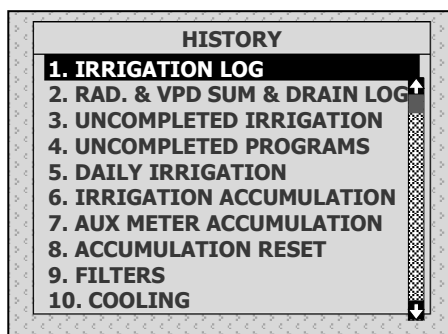 HISTORY
1. IRRIGATION LOG
2. RAD. & VPD SUM & DRAIN LOG
3. UNCOMPLETED IRRIGATION
4. UNCOMPLETED PROGRAMS
5. DAILY IRRIGATION
6. IRRIGATION ACCUMULATION
7. AUX METER ACCUMULATION
8. ACCUMULATION RESET
9. FILTERS
10. COOLING